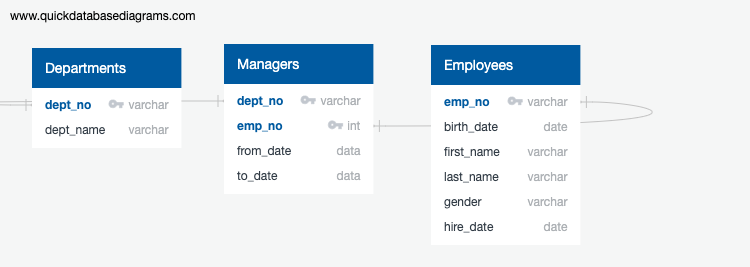 www.quickdatabasediagrams.com
Departments
dept_no varchar
dept_name varchar
Managers
dept_no varchar
emp_no int
from_date data
to_date data
Employees
emp_no varchar
birth_date date
first_name varchar
last_name varchar
gender varchar
hire_date date